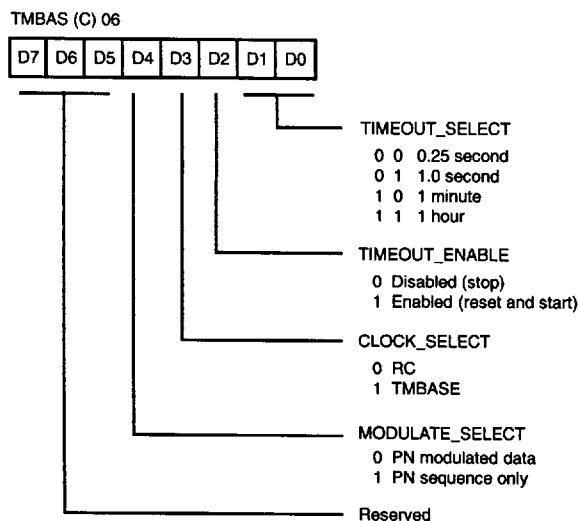 TMBAS (C) 06
D7 D6 D5 D4 D3 D2 D1 D0
TIMEOUT_SELECT
0 0 0.25 second
0 1 1.0 second
1 0 1 minute
1 1 1 hour
TIMEOUT_ENABLE
0 Disabled (stop)
1 Enabled (reset and start)
CLOCK_SELECT
0 RC
1 TMBASE
MODULATE_SELECT
0 PN modulated data
1 PN sequence only
Reserved